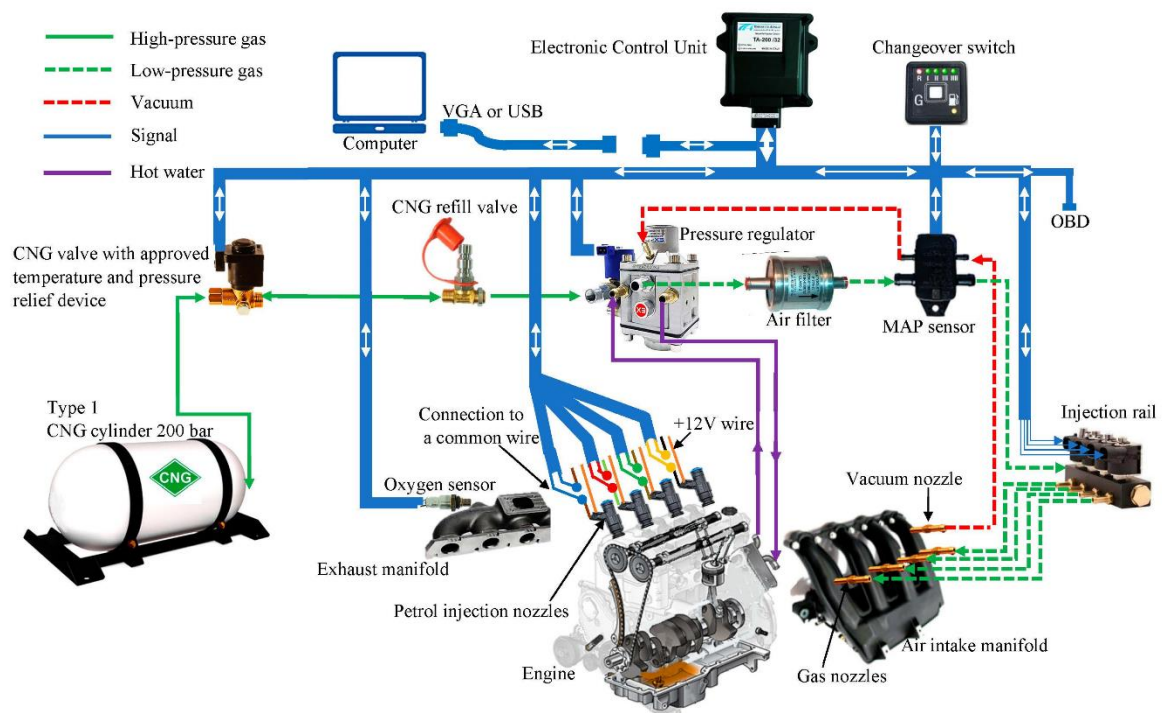 High-pressure gas
Low-pressure gas
Vacuum
Signal
Hot water
Computer
VGA or USB
Electronic Control Unit
TA-200 /32
Changeover switch
R I II III IIII
G
OBD
CNG valve with approved
temperature and pressure
relief device
CNG refill valve
Pressure regulator
Air filter
MAP sensor
Type 1
CNG cylinder 200 bar
CNG
Connection to
a common wire
+12V wire
Injection rail
Oxygen sensor
Vacuum nozzle
Exhaust manifold
Petrol injection nozzles
Engine
Air intake manifold
Gas nozzles